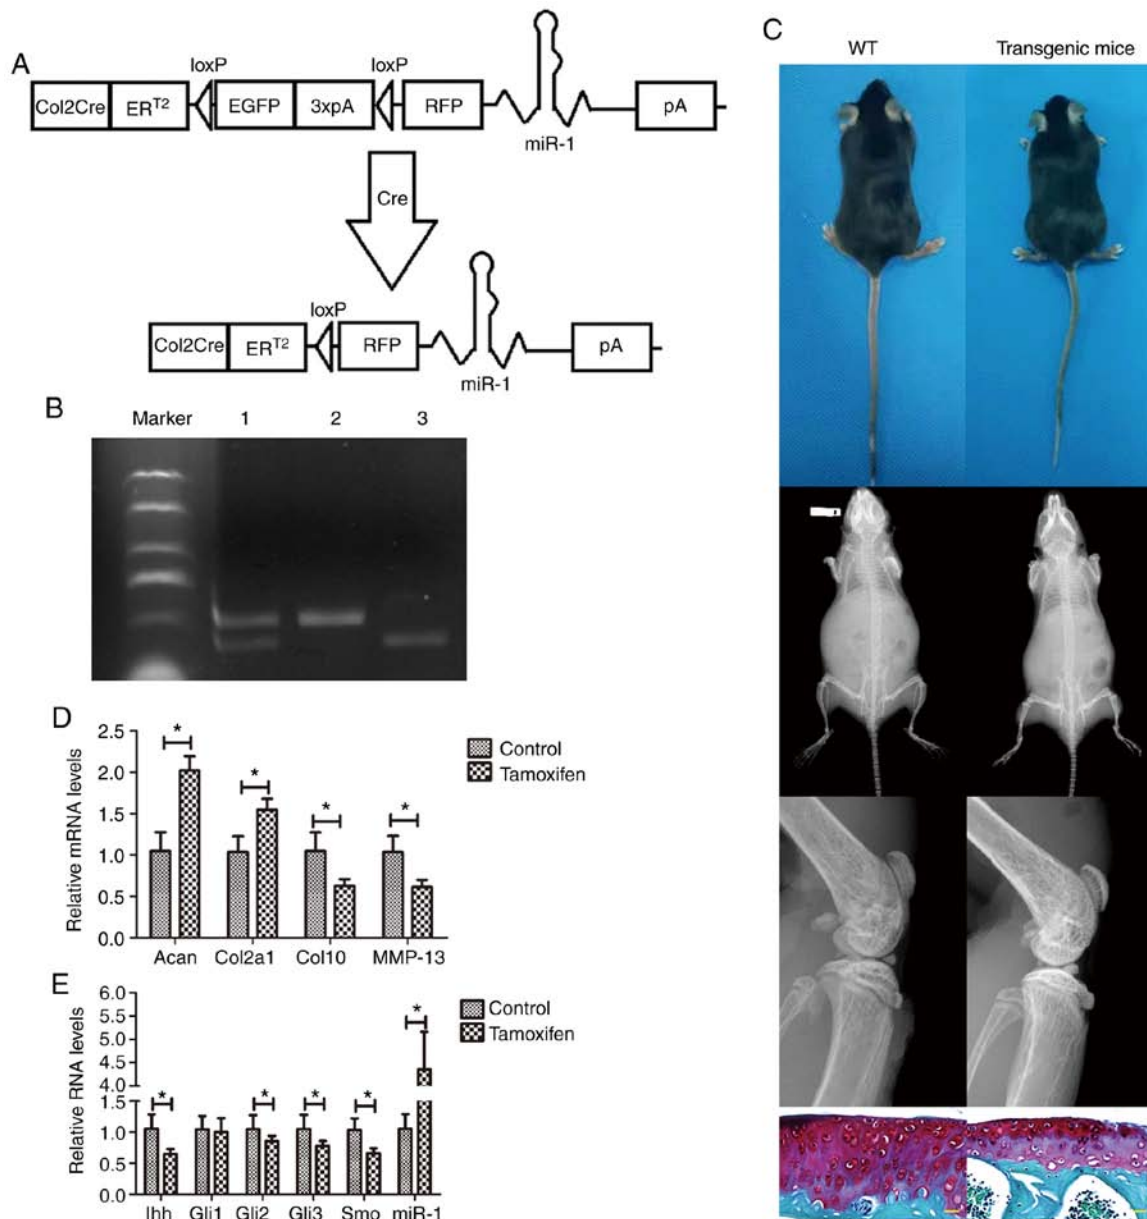 A
loxP
loxP
Col2Cre
ER^T2
EGFP
3xpA
RFP
pA
miR-1
Cre
loxP
Col2Cre
ER^T2
RFP
pA
miR-1
B
Marker 1 2 3
C
WT Transgenic mice
D
Relative mRNA levels
2.5
2.0
1.5
1.0
0.5
0.0
* * * *
Control
Tamoxifen
Acan Col2a1 Col10 MMP-13
E
Relative RNA levels
6.0
5.5
5.0
4.5
4.0
1.5
1.0
0.5
0.0
* * * * *
Control
Tamoxifen
Ihh Gli1 Gli2 Gli3 Smo miR-1